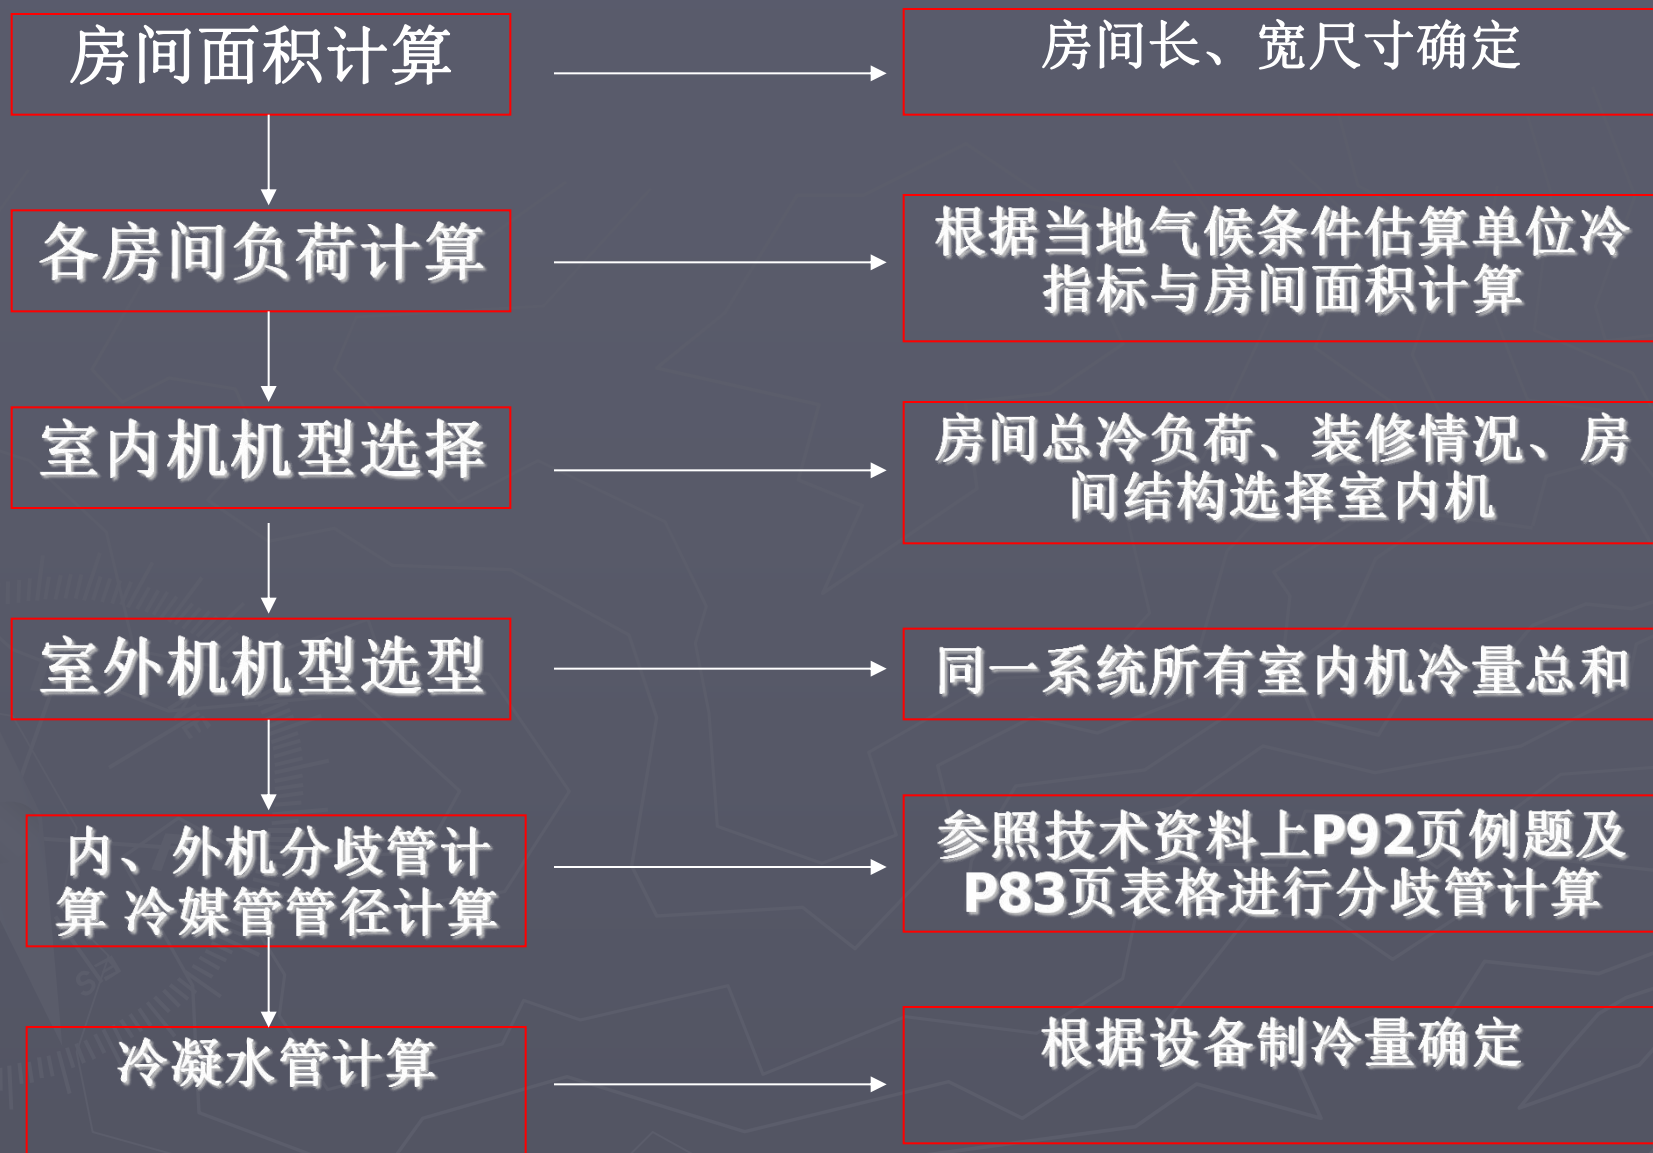 房间面积计算
房间长、宽尺寸确定
各房间负荷计算
根据当地气候条件估算单位冷
指标与房间面积计算
室内机机型选择
房间总冷负荷、装修情况、房
间结构选择室内机
室外机机型选型
同一系统所有室内机冷量总和
内、外机分歧管计
算 冷媒管管径计算
参照技术资料上P92页例题及
P83页表格进行分歧管计算
冷凝水管计算
根据设备制冷量确定